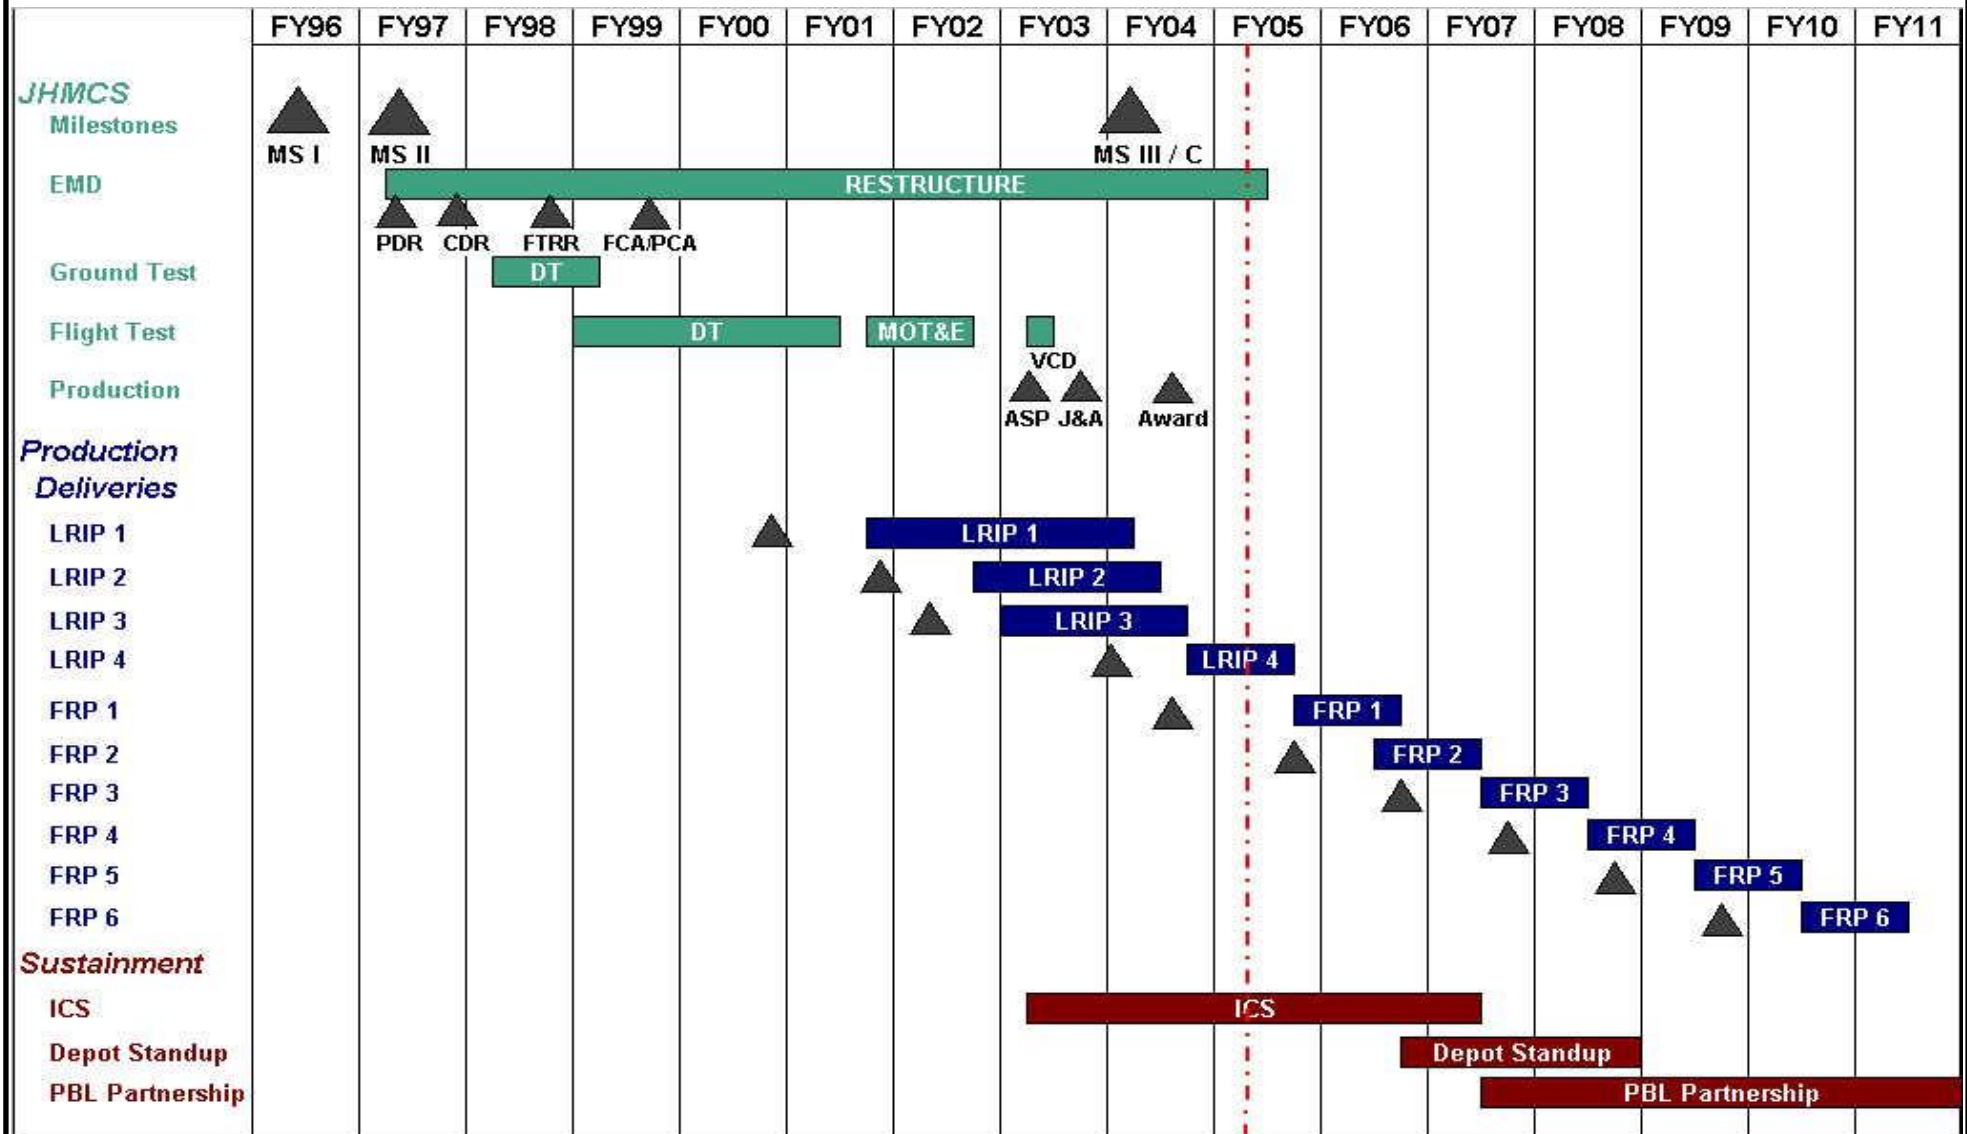 FY96 FY97 FY98 FY99 FY00 FY01 FY02 FY03 FY04 FY05 FY06 FY07 FY08 FY09 FY10 FY11
JHMCS
Milestones
MS I MS II MS III / C
EMD RESTRUCTURE
PDR CDR FTRR FCA/PCA
Ground Test DT
Flight Test DT MOT&E
VCD
Production
ASP J&A Award
Production
Deliveries
LRIP 1 LRIP 1
LRIP 2 LRIP 2
LRIP 3 LRIP 3
LRIP 4 LRIP 4
FRP 1 FRP 1
FRP 2 FRP 2
FRP 3 FRP 3
FRP 4 FRP 4
FRP 5 FRP 5
FRP 6 FRP 6
Sustainment
ICS ICS
Depot Standup Depot Standup
PBL Partnership PBL Partnership